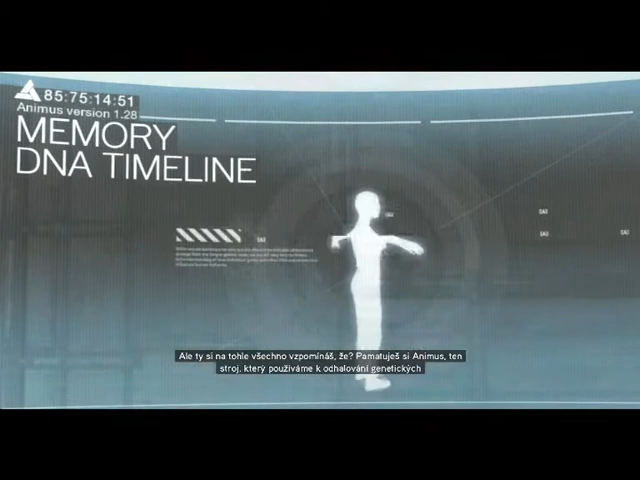 85:75:14:51
Animus version 1.28
MEMORY
DNA TIMELINE
Ale ty si na tohle všechno vzpomínáš, že? Pamatuješ si Animus, ten
stroj, který používáme k odhalování genetických